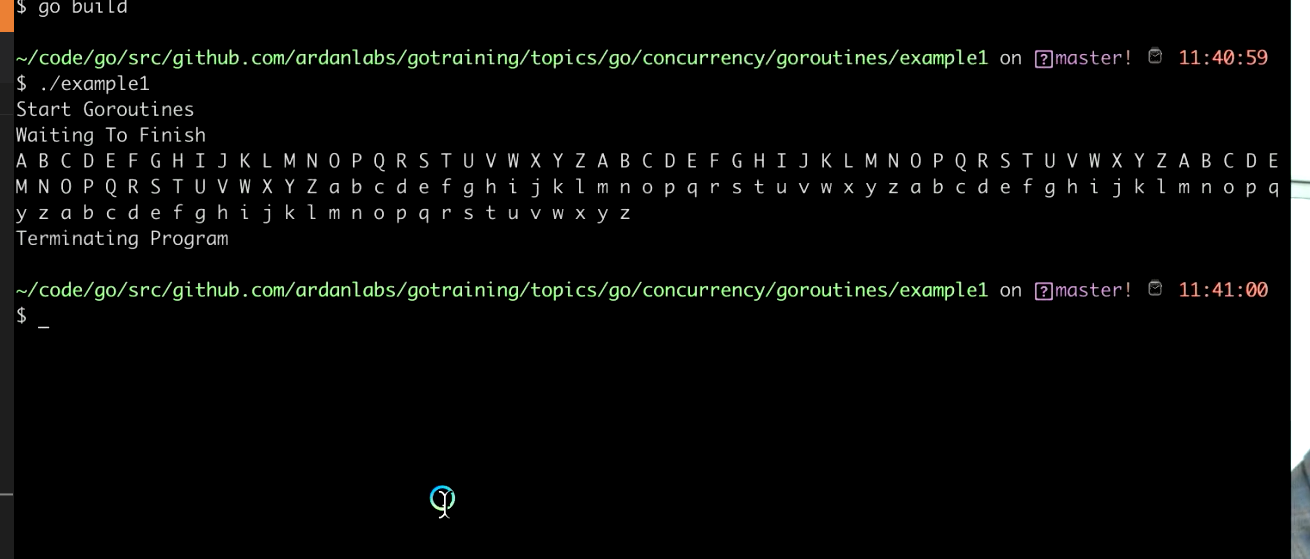 $ go build
~/code/go/src/github.com/ardanlabs/gotraining/topics/go/concurrency/goroutines/example1 on [?]master! 11:40:59
$ ./example1
Start Goroutines
Waiting To Finish
A B C D E F G H I J K L M N O P Q R S T U V W X Y Z A B C D E F G H I J K L M N O P Q R S T U V W X Y Z A B C D E
M N O P Q R S T U V W X Y Z a b c d e f g h i j k l m n o p q r s t u v w x y z a b c d e f g h i j k l m n o p q
y z a b c d e f g h i j k l m n o p q r s t u v w x y z
Terminating Program
~/code/go/src/github.com/ardanlabs/gotraining/topics/go/concurrency/goroutines/example1 on [?]master! 11:41:00
$ _